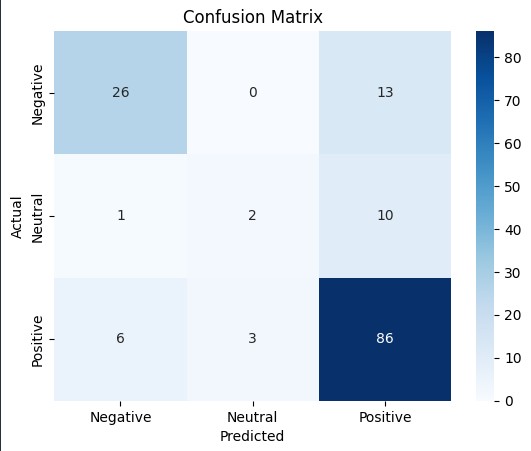 Confusion Matrix
Negative
Neutral
Positive
Actual
26 0 13
1 2 10
6 3 86
Negative Neutral Positive
Predicted
80
70
60
50
40
30
20
10
0